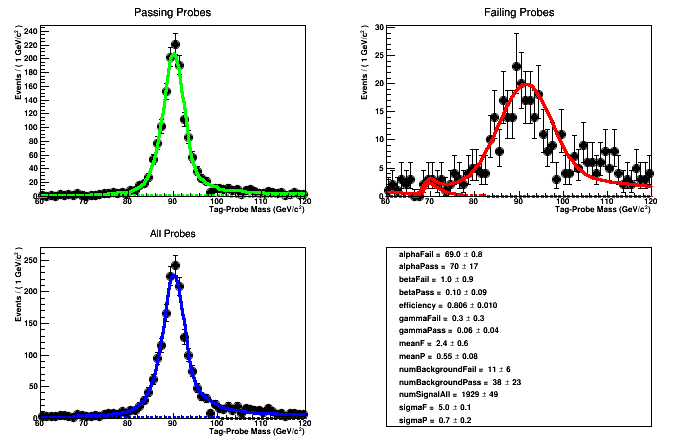 Passing Probes
Events / ( 1 GeV/c² )
240
220
200
180
160
140
120
100
80
60
40
20
0
60 70 80 90 100 110 120
Tag-Probe Mass (GeV/c²)
Failing Probes
Events / ( 1 GeV/c² )
30
25
20
15
10
5
0
60 70 80 90 100 110 120
Tag-Probe Mass (GeV/c²)
All Probes
Events / ( 1 GeV/c² )
250
200
150
100
50
0
60 70 80 90 100 110 120
Tag-Probe Mass (GeV/c²)
alphaFail = 69.0 ± 0.8
alphaPass = 70 ± 17
betaFail = 1.0 ± 0.9
betaPass = 0.10 ± 0.09
efficiency = 0.806 ± 0.010
gammaFail = 0.3 ± 0.3
gammaPass = 0.06 ± 0.04
meanF = 2.4 ± 0.6
meanP = 0.55 ± 0.08
numBackgroundFail = 11 ± 6
numBackgroundPass = 38 ± 23
numSignalAll = 1929 ± 49
sigmaF = 5.0 ± 0.1
sigmaP = 0.7 ± 0.2